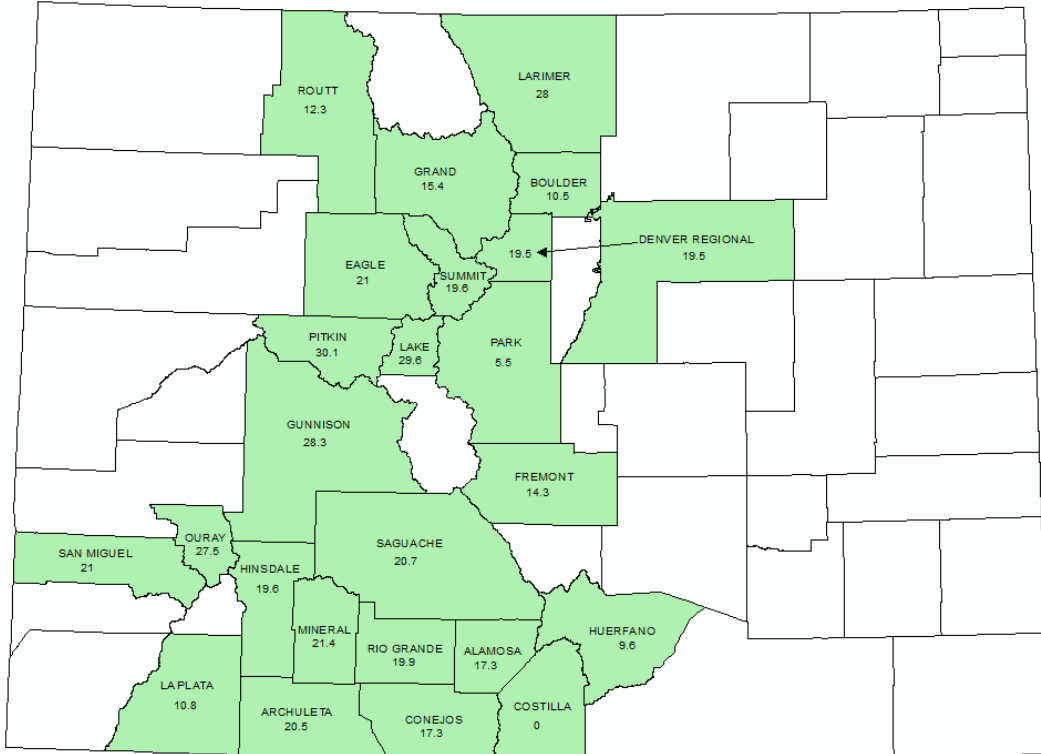 LARIMER
28
ROUTT
12.3
GRAND
15.4
BOULDER
10.5
DENVER REGIONAL
19.5
19.5
EAGLE
21
SUMMIT
19.6
PITKIN
30.1
LAKE
29.6
PARK
5.5
GUNNISON
28.3
FREMONT
14.3
OURAY
27.5
SAN MIGUEL
21
SAGUACHE
20.7
HINSDALE
19.6
MINERAL
21.4
RIO GRANDE
19.9
ALAMOSA
17.3
HUERFANO
9.6
LA PLATA
10.8
ARCHULETA
20.5
CONEJOS
17.3
COSTILLA
0